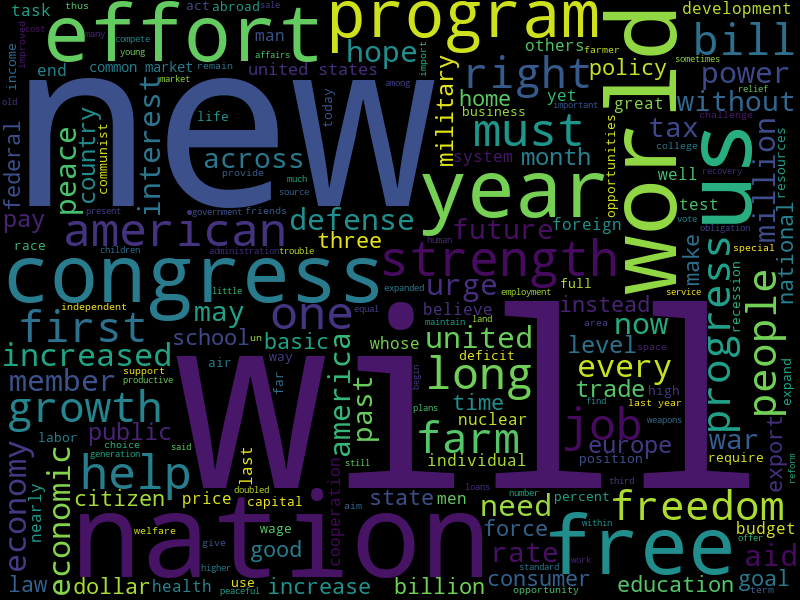 task
thus
act
abroad
sale
effort
program
development
improved
cost
many
young
compete
man
others
bill
income
affairs
hope
end
common market
remain
united states
right
policy
farmer
sometimes
power
market
import
new
today
among
military
home
yet
great
relief
without
old
life
business
important
world
us
tax
challenge
federal
peace
country
communist
interest
across
must
opportunities
college
million
resources
provide
system
month
well
recovery
much
year
test
vote
source
obligation
present
government
friends
pay
american
defense
future
foreign
national
race
children
administration
trouble
three
human
make
progress
special
congress
little
expanded
strength
full
employment
service
people
independent
urge
may
one
equal
believe
instead
recession
first
school
un
basic
whose
united
maintain
land
area
now
increased
air
way
america
past
deficit
level
space
expand
member
support
productive
far
will
long
every
find
high
trade
last year
growth
begin
plans
time
nuclear
job
weapons
labor
public
choice
generation
said
farm
europe
war
economy
nearly
economic
help
last
still
individual
position
require
export
reform
citizen
price
doubled
capital
cooperation
loans
third
aim
state
men
number
need
percent
freedom
nation
welfare
wage
force
within
free
budget
give
good
rate
offer
aid
law
dollar
higher
health
use
peaceful
increase
billion
standard
work
consumer
opportunity
education
goal
term